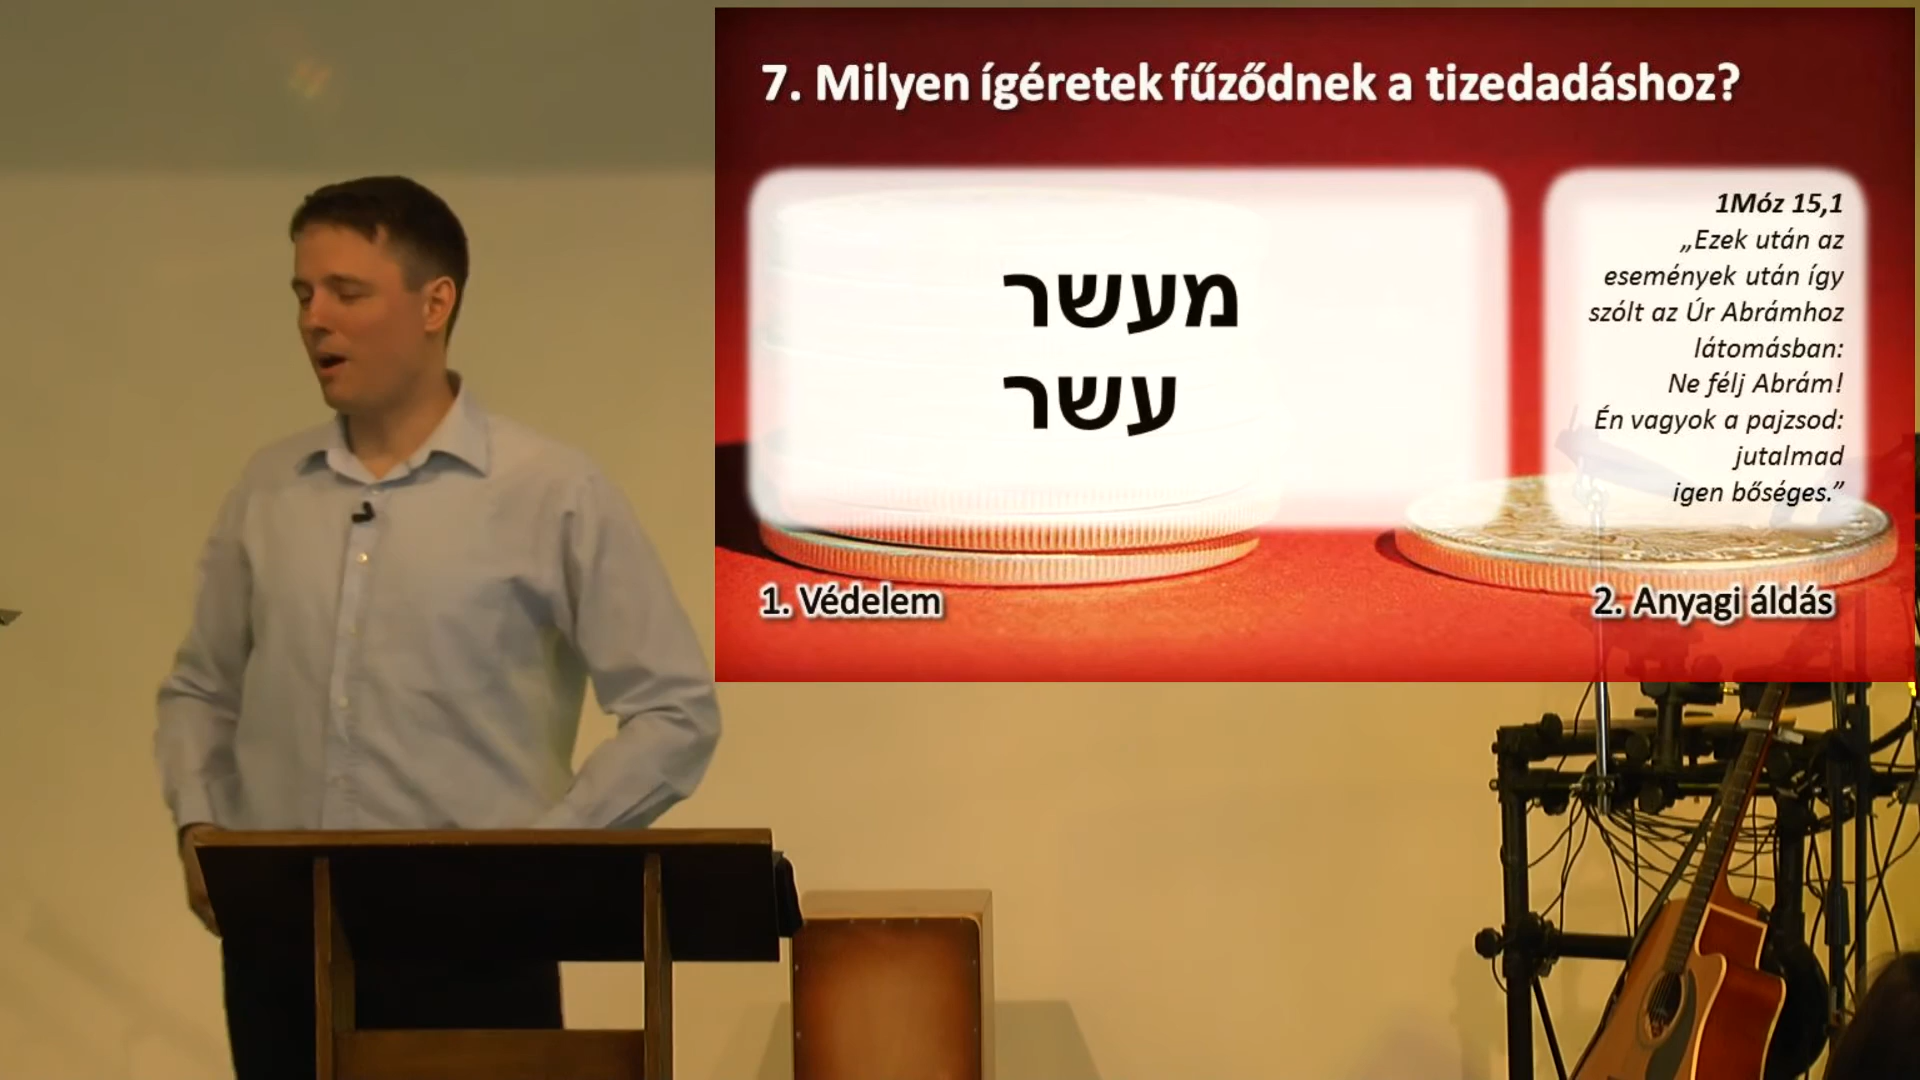 7. Milyen ígéretek fűződnek a tizedadáshoz?
מעשר
עשר
1Móz 15,1
„Ezek után az
események után így
szólt az Úr Abrámhoz
látomásban:
Ne félj Abrám!
Én vagyok a pajzsod:
jutalmad
igen bőséges.”
1. Védelem
2. Anyagi áldás